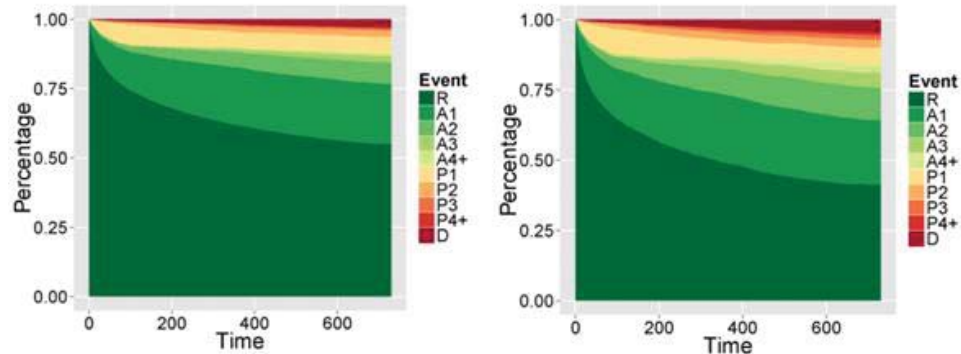 1.00
0.75
0.50
0.25
0.00
Percentage
0
200
400
600
Time
Event
R
A1
A2
A3
A4+
P1
P2
P3
P4+
D
1.00
0.75
0.50
0.25
0.00
Percentage
0
200
400
600
Time
Event
R
A1
A2
A3
A4+
P1
P2
P3
P4+
D